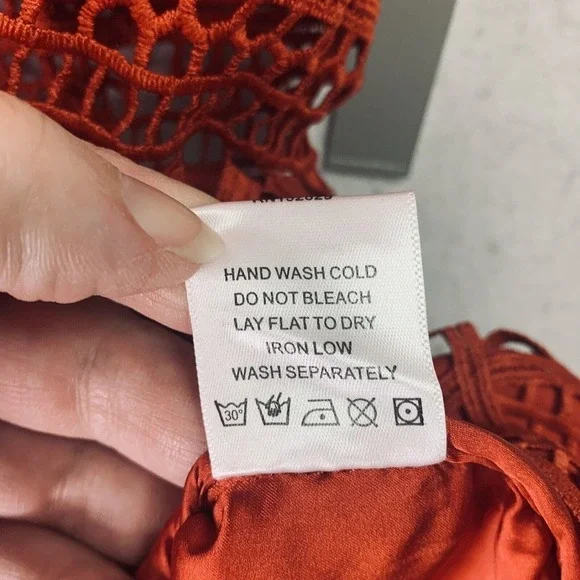 HAND WASH COLD
DO NOT BLEACH
LAY FLAT TO DRY
IRON LOW
WASH SEPARATELY
30°